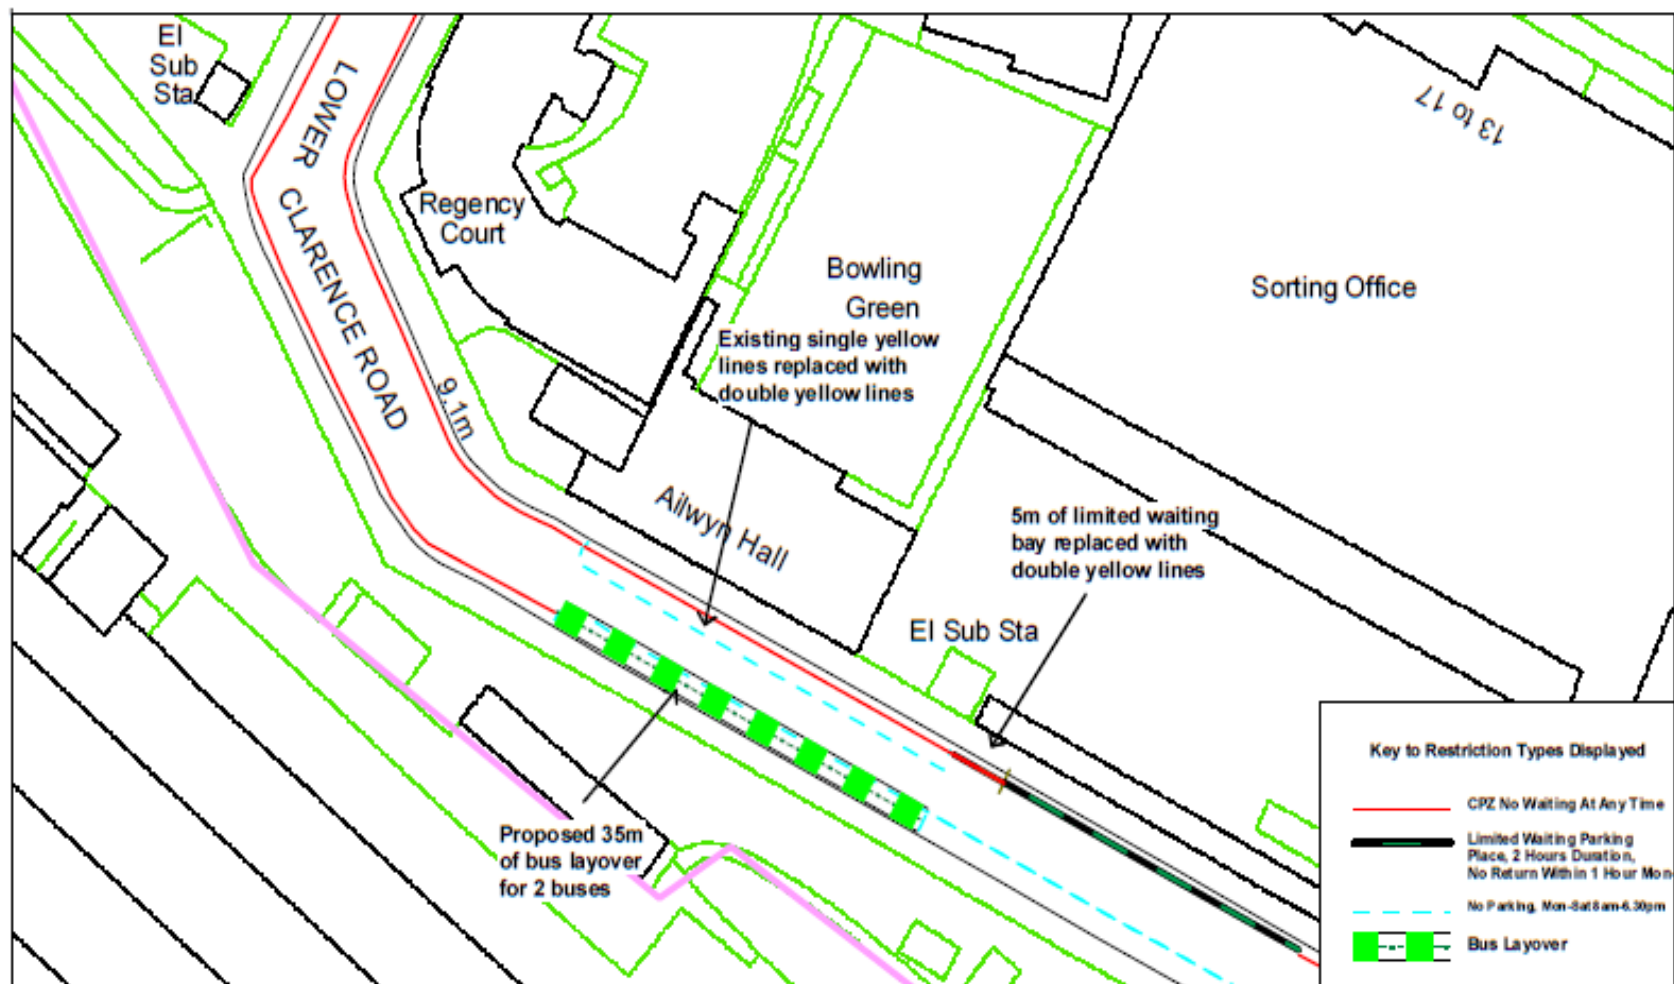 El
Sub
Sta
LOWER
CLARENCE ROAD
9.1m
Regency
Court
Bowling
Green
Existing single yellow
lines replaced with
double yellow lines
Ailwyn Hall
13 to 17
Sorting Office
5m of limited waiting
bay replaced with
double yellow lines
El Sub Sta
Proposed 35m
of bus layover
for 2 buses
Key to Restriction Types Displayed
CPZ No Waiting At Any Time
Limited Waiting Parking
Place, 2 Hours Duration,
No Return Within 1 Hour Mon-
No Parking, Mon-Sat 8am-6.30pm
Bus Layover